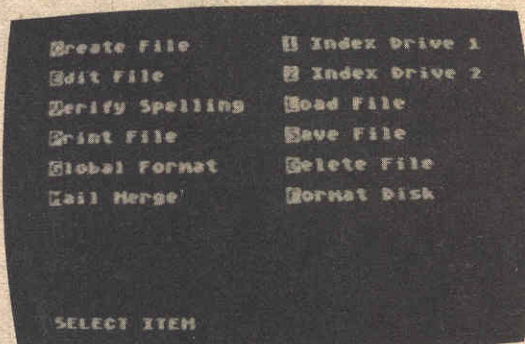 Create File
Edit File
Verify Spelling
Print File
Global Format
Mail Merge
1 Index Drive 1
2 Index Drive 2
Load File
Save File
Delete File
Format Disk
SELECT ITEM